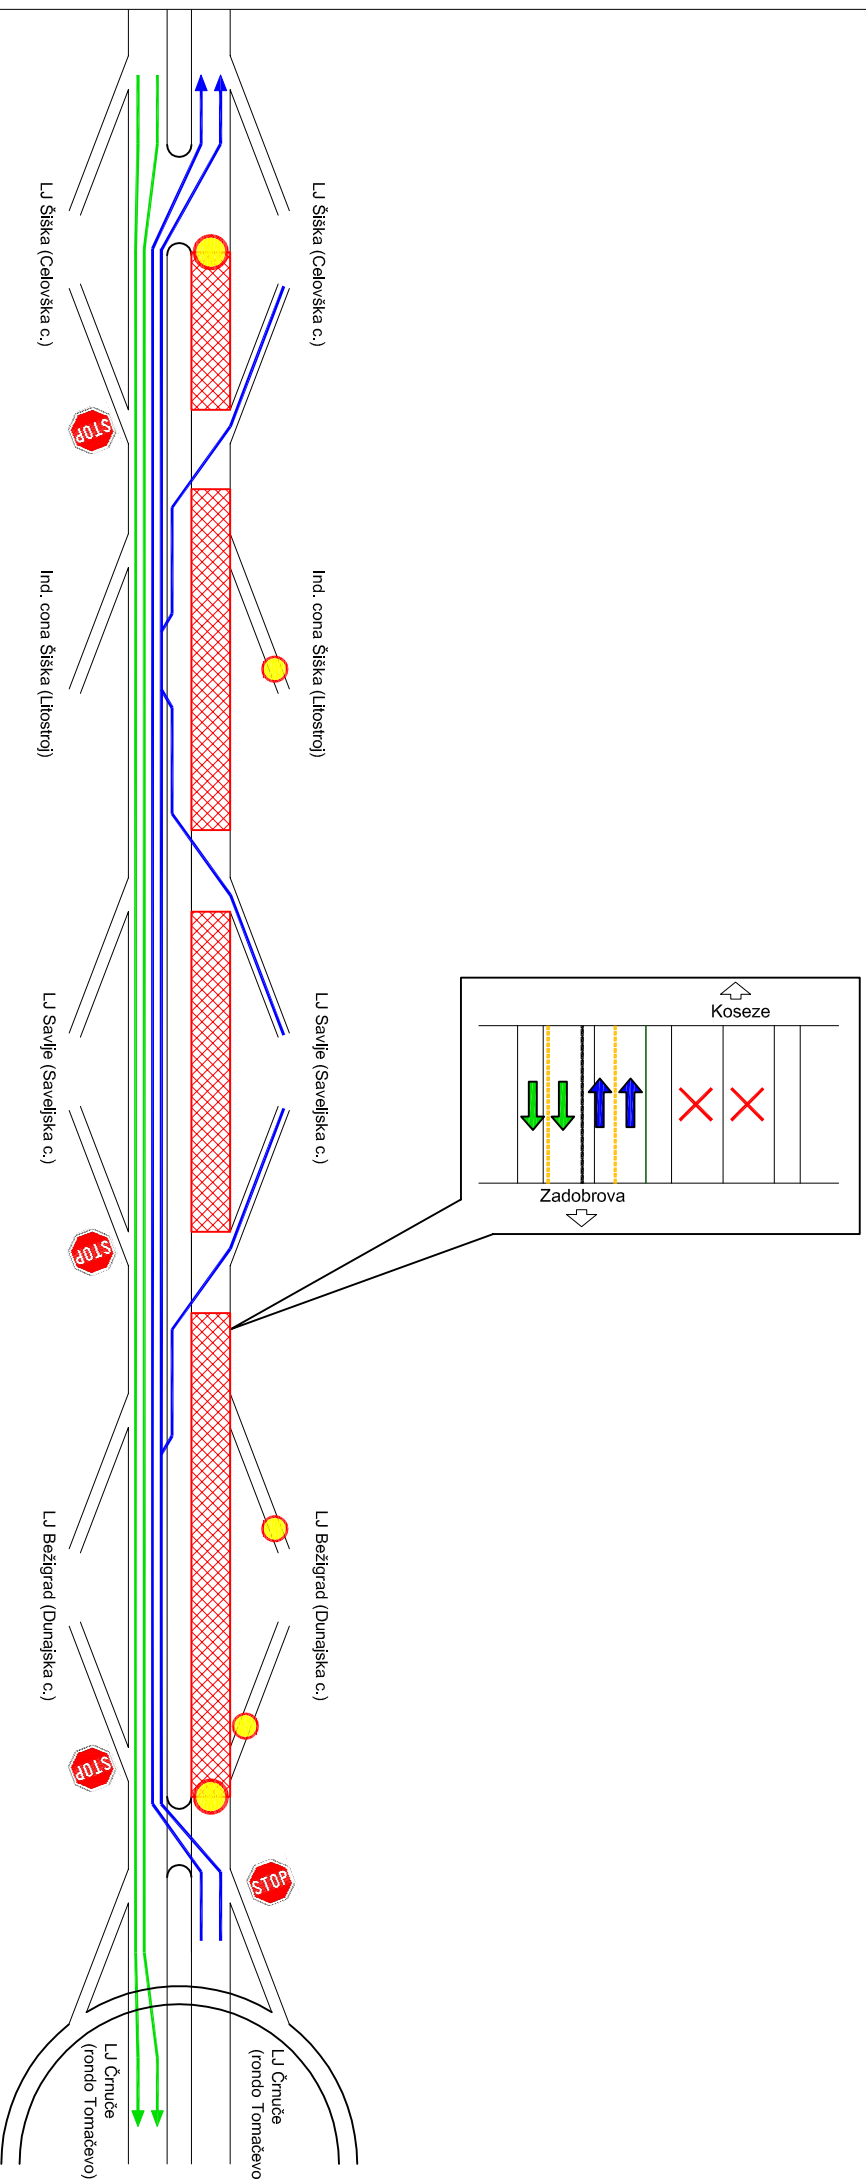 LJ Šiška (Celovška c.)
LJ Šiška (Celovška c.)
STOP
Ind. cona Šiška (Litostroj)
Ind. cona Šiška (Litostroj)
LJ Savlje (Saveljska c.)
LJ Savlje (Saveljska c.)
Koseze
Zadobrova
STOP
LJ Bežigrad (Dunajska c.)
LJ Bežigrad (Dunajska c.)
STOP
STOP
LJ Črnuče
(rondo Tomačevo)
LJ Črnuče
(rondo Tomačevo